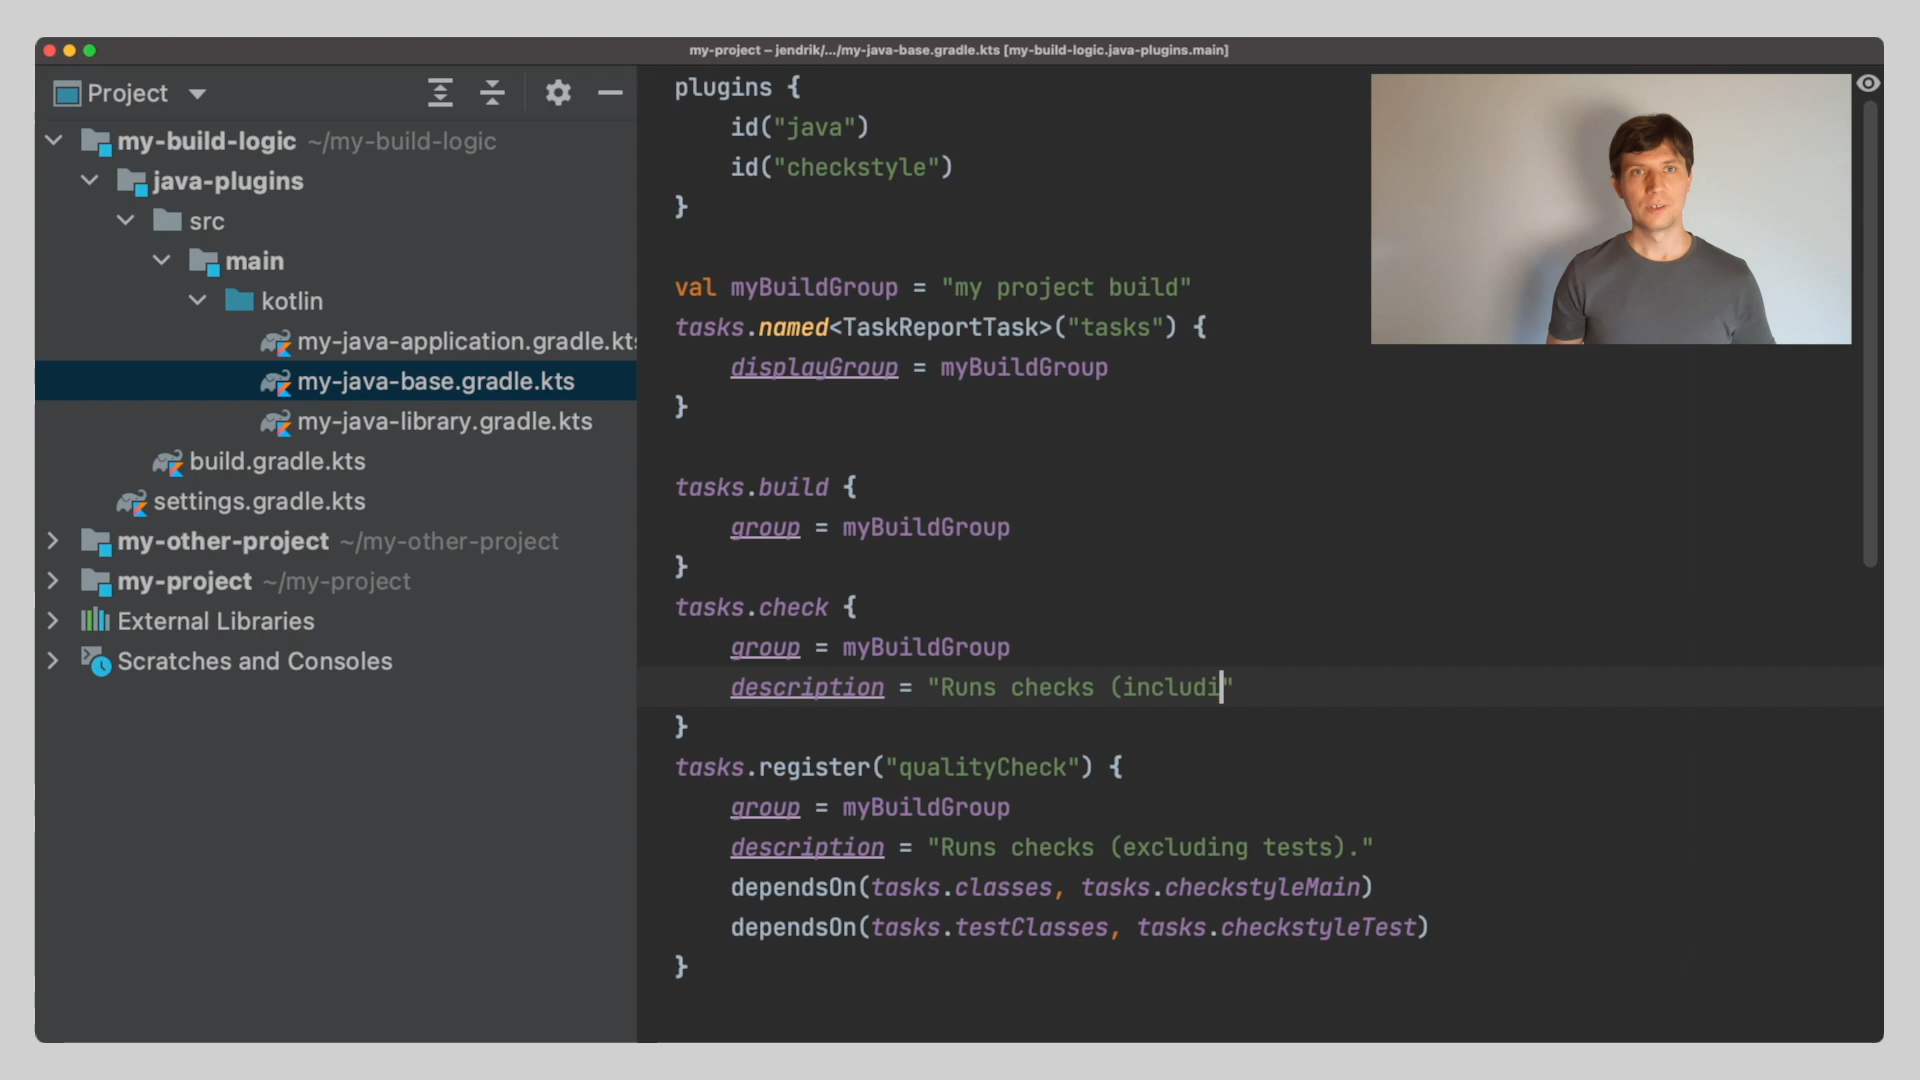 my-project – jendrik/.../my-java-base.gradle.kts [my-build-logic.java-plugins.main]
Project
my-build-logic ~/my-build-logic
java-plugins
src
main
kotlin
my-java-application.gradle.kts
my-java-base.gradle.kts
my-java-library.gradle.kts
build.gradle.kts
settings.gradle.kts
my-other-project ~/my-other-project
my-project ~/my-project
External Libraries
Scratches and Consoles
plugins {
id("java")
id("checkstyle")
}
val myBuildGroup = "my project build"
tasks.named<TaskReportTask>("tasks") {
displayGroup = myBuildGroup
}
tasks.build {
group = myBuildGroup
}
tasks.check {
group = myBuildGroup
description = "Runs checks (includi"
}
tasks.register("qualityCheck") {
group = myBuildGroup
description = "Runs checks (excluding tests)."
dependsOn(tasks.classes, tasks.checkstyleMain)
dependsOn(tasks.testClasses, tasks.checkstyleTest)
}